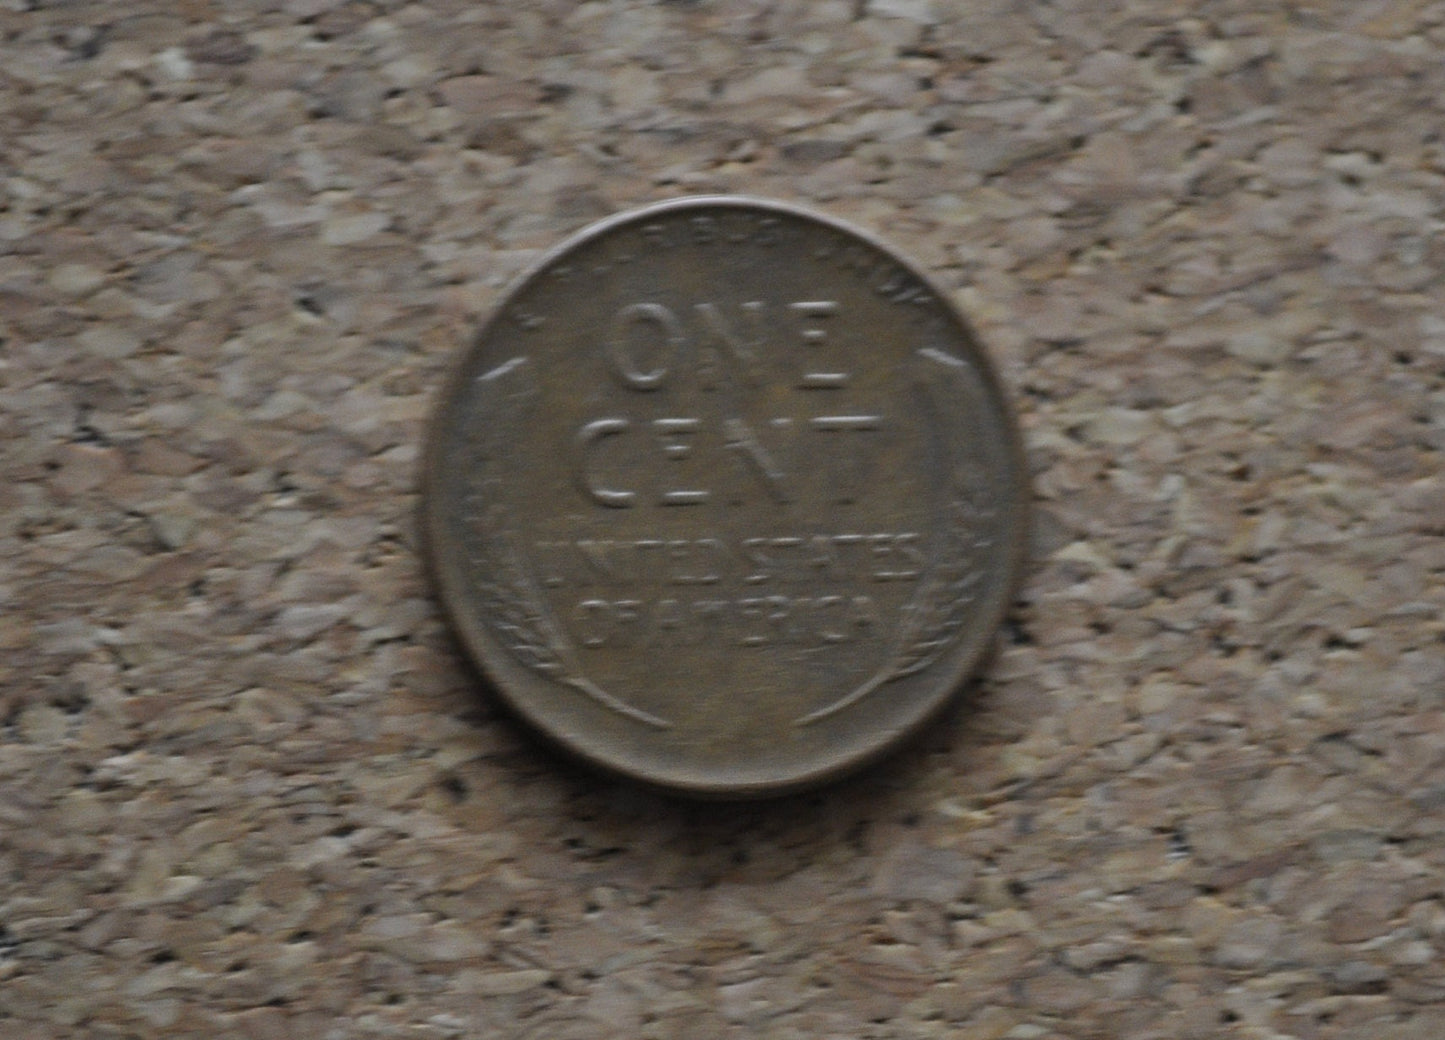 ONE
CENT
UNITED STATES
OF AMERICA